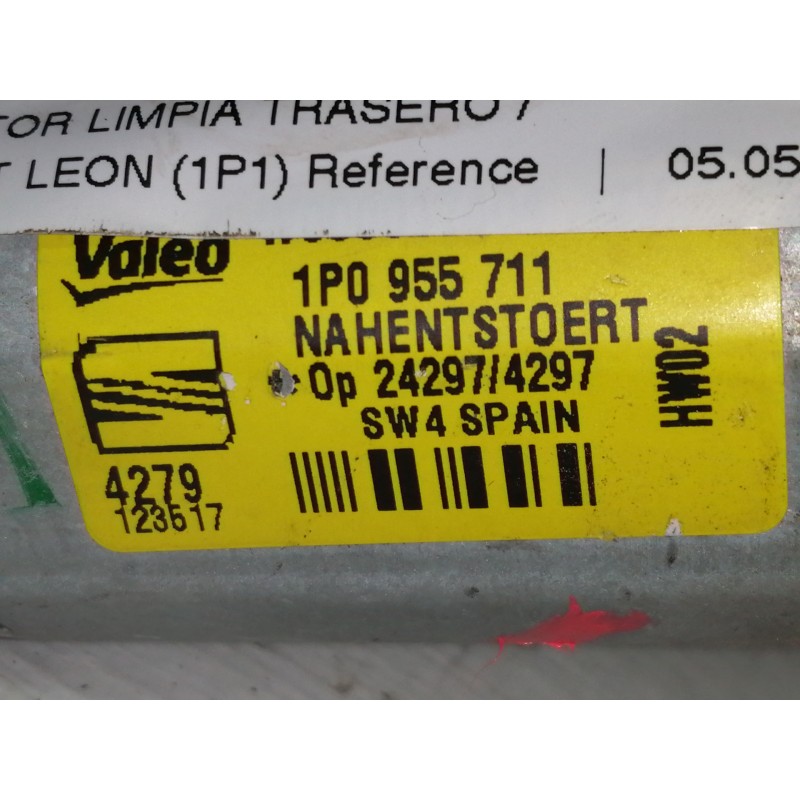 TOR LIMPIA TRASERO /
T LEON (1P1) Reference | 05.05
Valeo
1P0 955 711
NAHENTSTOERT
Op 24297/4297
SW4 SPAIN
HW02
4279
123617